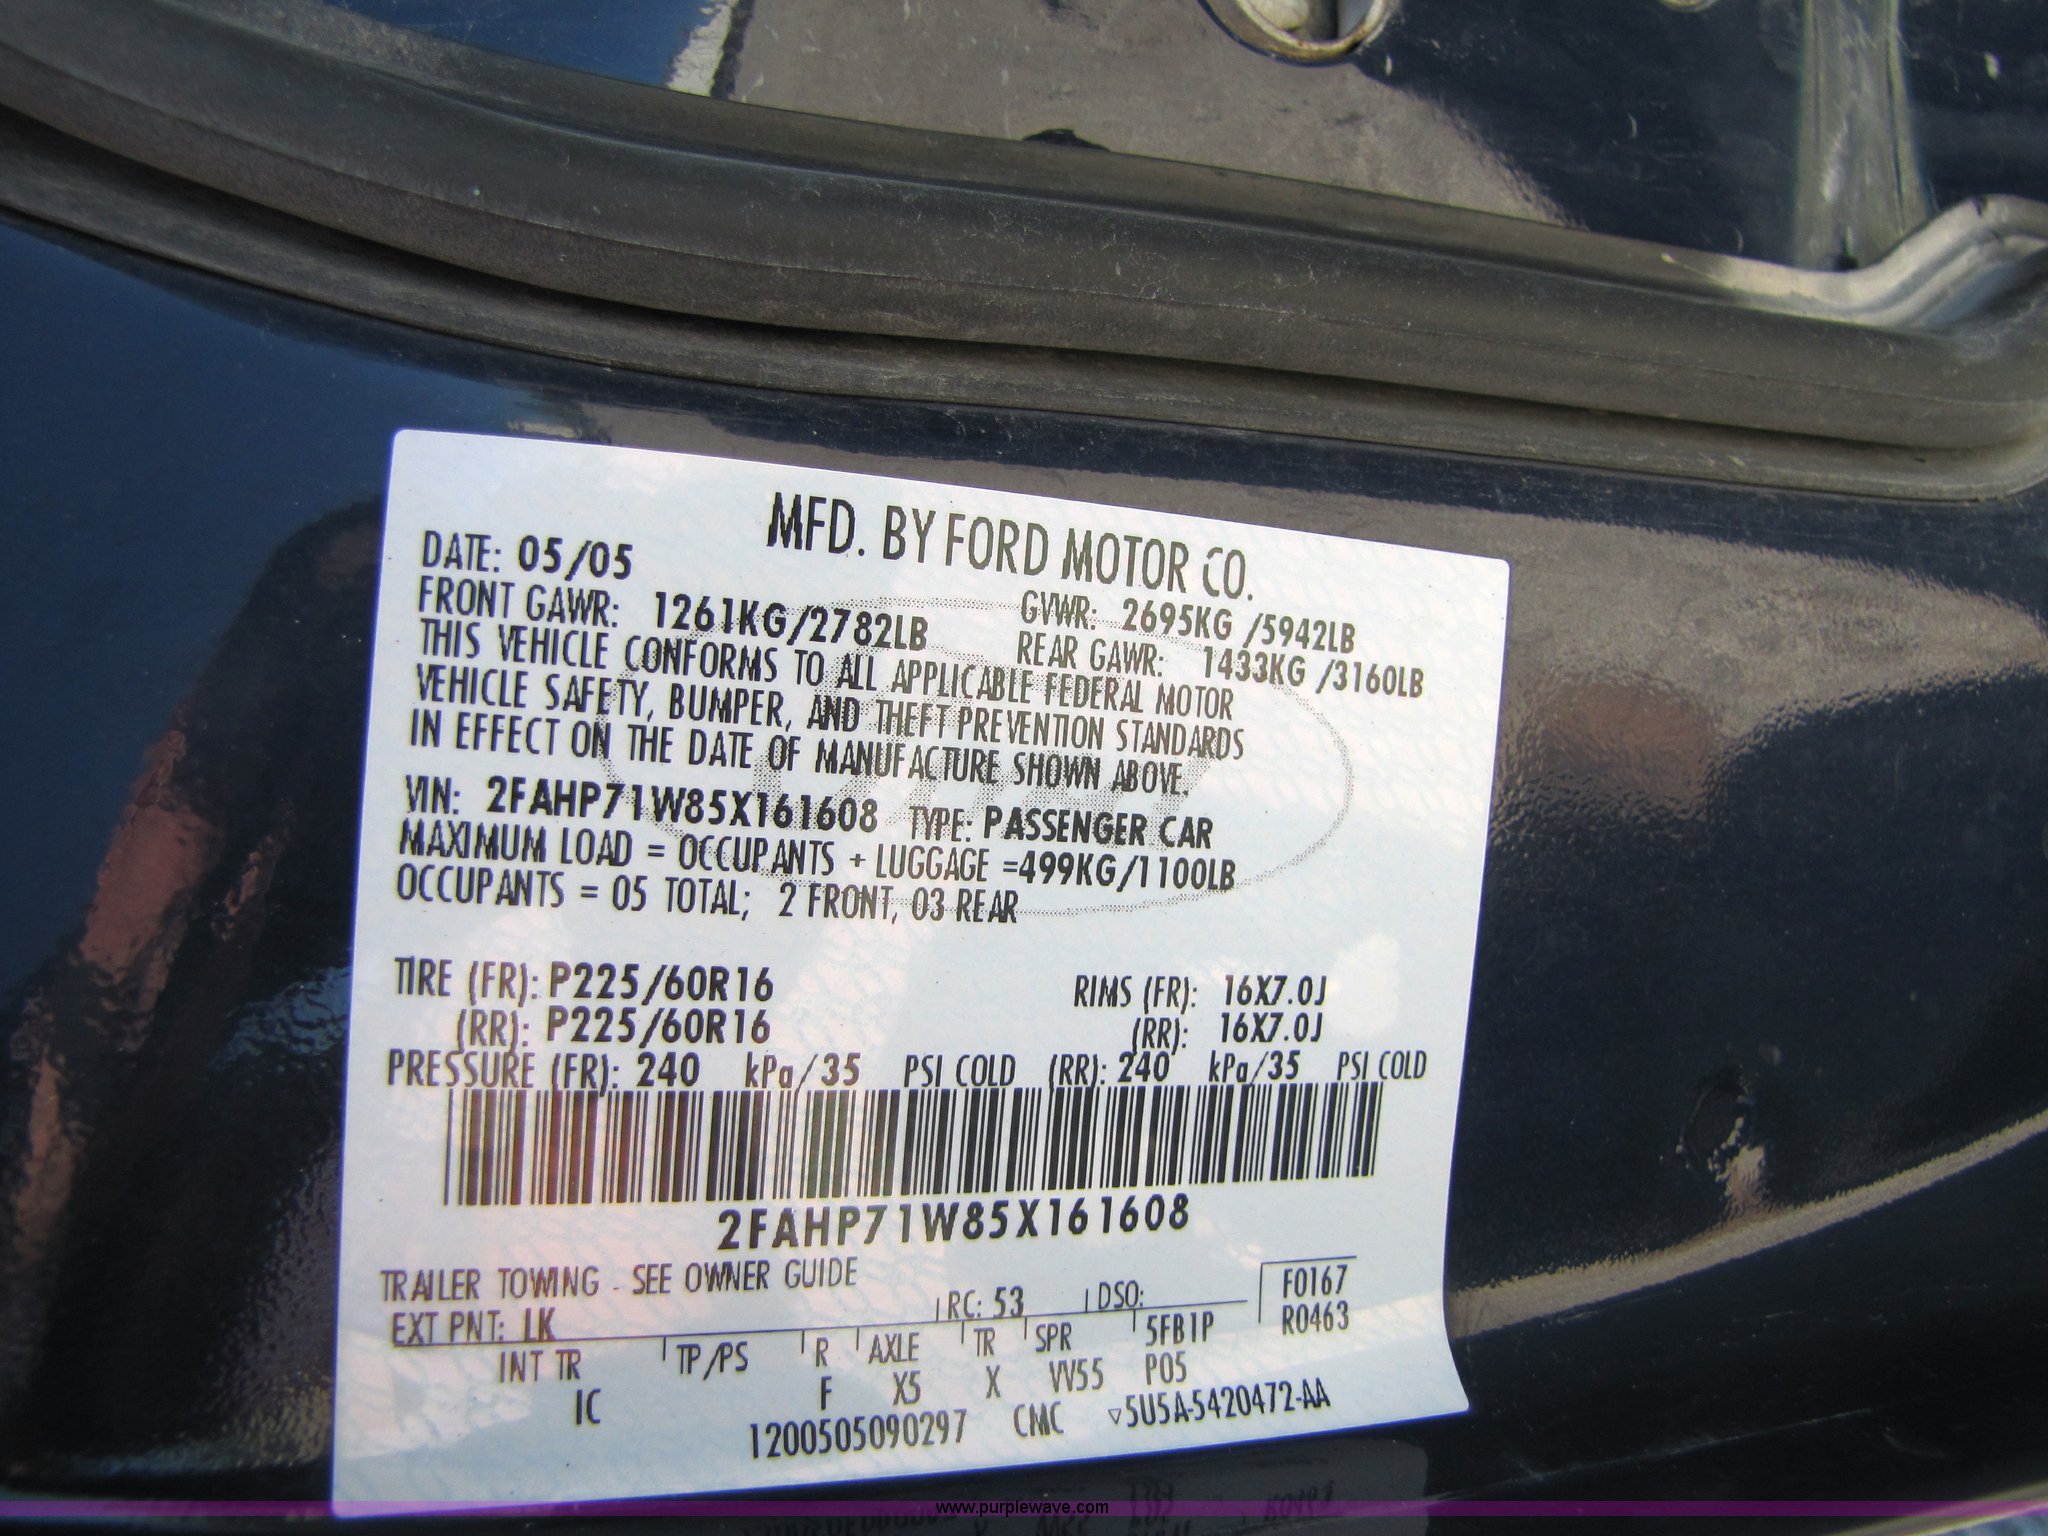 MFD. BY FORD MOTOR CO.
DATE: 05/05
GVWR: 2695KG /5942LB
FRONT GAWR: 1261KG/2782LB
REAR GAWR: 1433KG /3160LB
THIS VEHICLE CONFORMS TO ALL APPLICABLE FEDERAL MOTOR
VEHICLE SAFETY, BUMPER, AND THEFT PREVENTION STANDARDS
IN EFFECT ON THE DATE OF MANUFACTURE SHOWN ABOVE.
VIN: 2FAHP71W85X161608 TYPE: PASSENGER CAR
MAXIMUM LOAD = OCCUPANTS + LUGGAGE =499KG/1100LB
OCCUPANTS = 05 TOTAL; 2 FRONT, 03 REAR
TIRE (FR): P225/60R16 RIMS (FR): 16X7.0J
(RR): P225/60R16 (RR): 16X7.0J
PRESSURE (FR): 240 kPa/35 PSI COLD (RR): 240 kPa/35 PSI COLD
2FAHP71W85X161608
TRAILER TOWING - SEE OWNER GUIDE
EXT PNT: LK RC: 53 DSO: F0167
R0463
INT TR TP/PS R AXLE TR SPR 5FB1P
IC F X5 X VV55 P05
1200505090297 CMC ▽5U5A-5420472-AA
www.purplewave.com